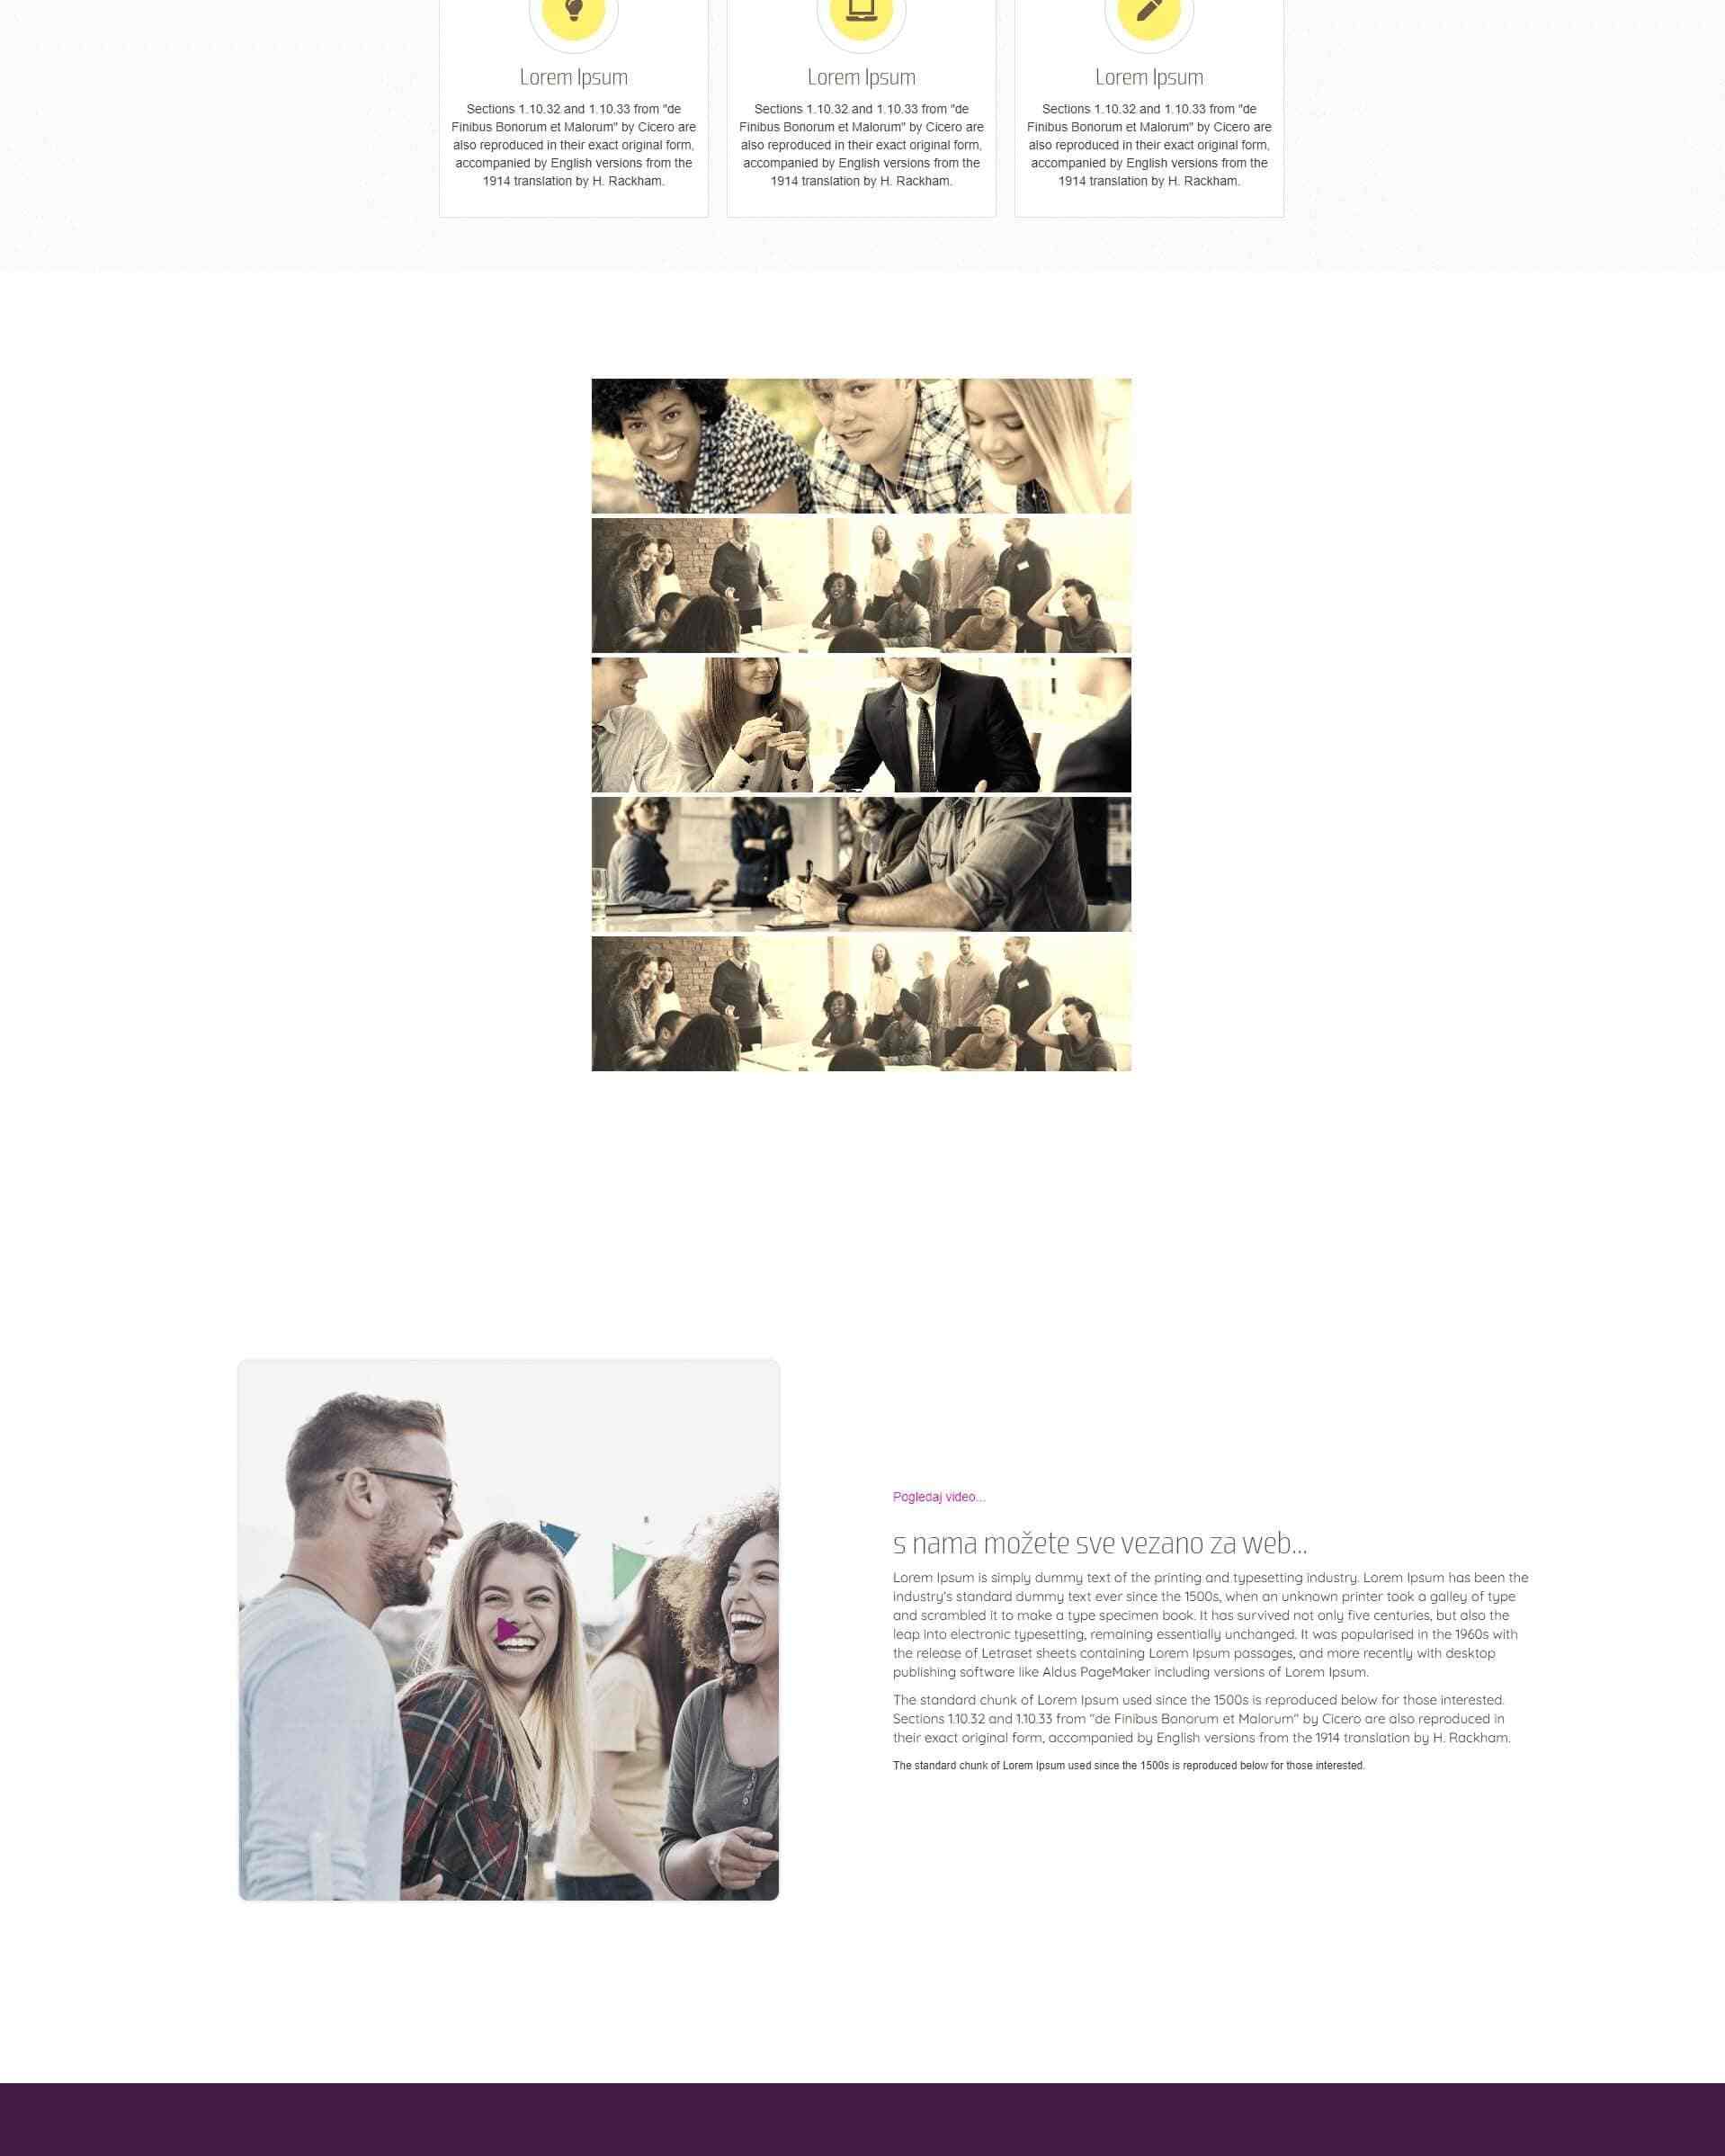 Lorem Ipsum
Sections 1.10.32 and 1.10.33 from "de
Finibus Bonorum et Malorum" by Cicero are
also reproduced in their exact original form,
accompanied by English versions from the
1914 translation by H. Rackham.
Lorem Ipsum
Sections 1.10.32 and 1.10.33 from "de
Finibus Bonorum et Malorum" by Cicero are
also reproduced in their exact original form,
accompanied by English versions from the
1914 translation by H. Rackham.
Lorem Ipsum
Sections 1.10.32 and 1.10.33 from "de
Finibus Bonorum et Malorum" by Cicero are
also reproduced in their exact original form,
accompanied by English versions from the
1914 translation by H. Rackham.
Pogledaj video...
s nama možete sve vezano za web...
Lorem Ipsum is simply dummy text of the printing and typesetting industry. Lorem Ipsum has been the
industry's standard dummy text ever since the 1500s, when an unknown printer took a galley of type
and scrambled it to make a type specimen book. It has survived not only five centuries, but also the
leap into electronic typesetting, remaining essentially unchanged. It was popularised in the 1960s with
the release of Letraset sheets containing Lorem Ipsum passages, and more recently with desktop
publishing software like Aldus PageMaker including versions of Lorem Ipsum.
The standard chunk of Lorem Ipsum used since the 1500s is reproduced below for those interested.
Sections 1.10.32 and 1.10.33 from "de Finibus Bonorum et Malorum" by Cicero are also reproduced in
their exact original form, accompanied by English versions from the 1914 translation by H. Rackham.
The standard chunk of Lorem Ipsum used since the 1500s is reproduced below for those interested.